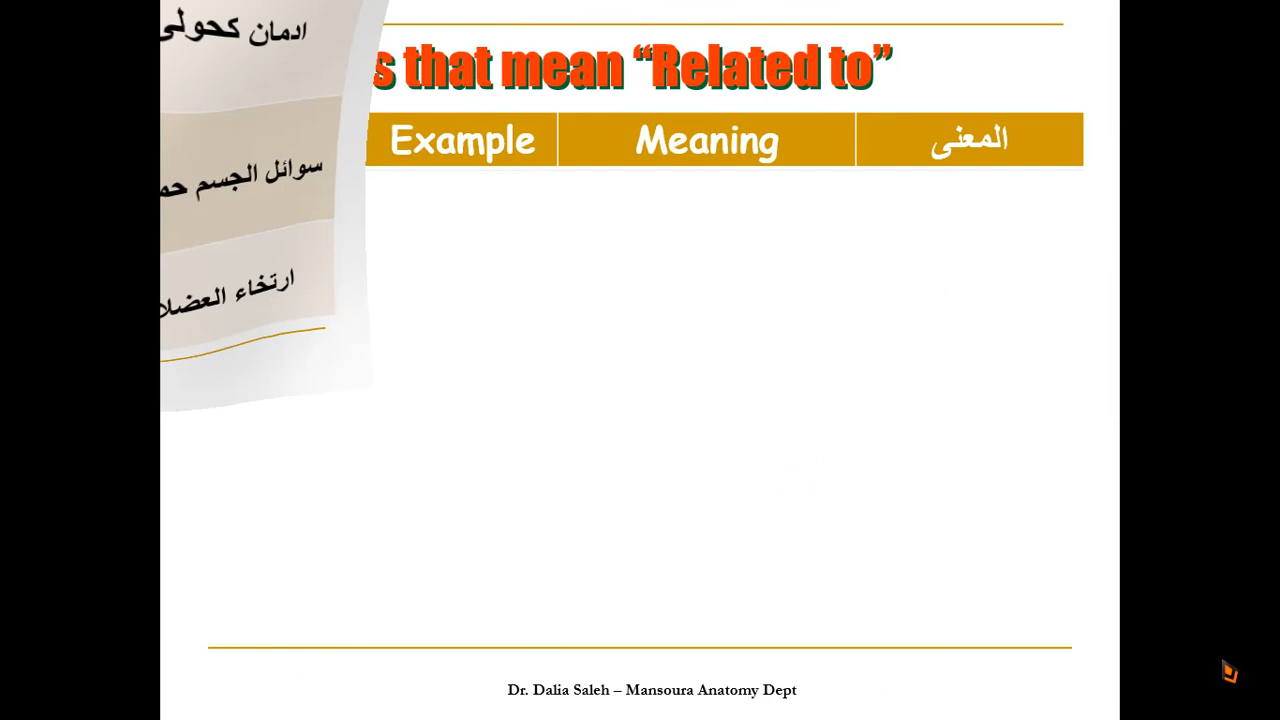 ادمان كحولى
s that mean “Related to”
Example Meaning المعنى
سوائل الجسم
ارتخاء
Dr. Dalia Saleh – Mansoura Anatomy Dept